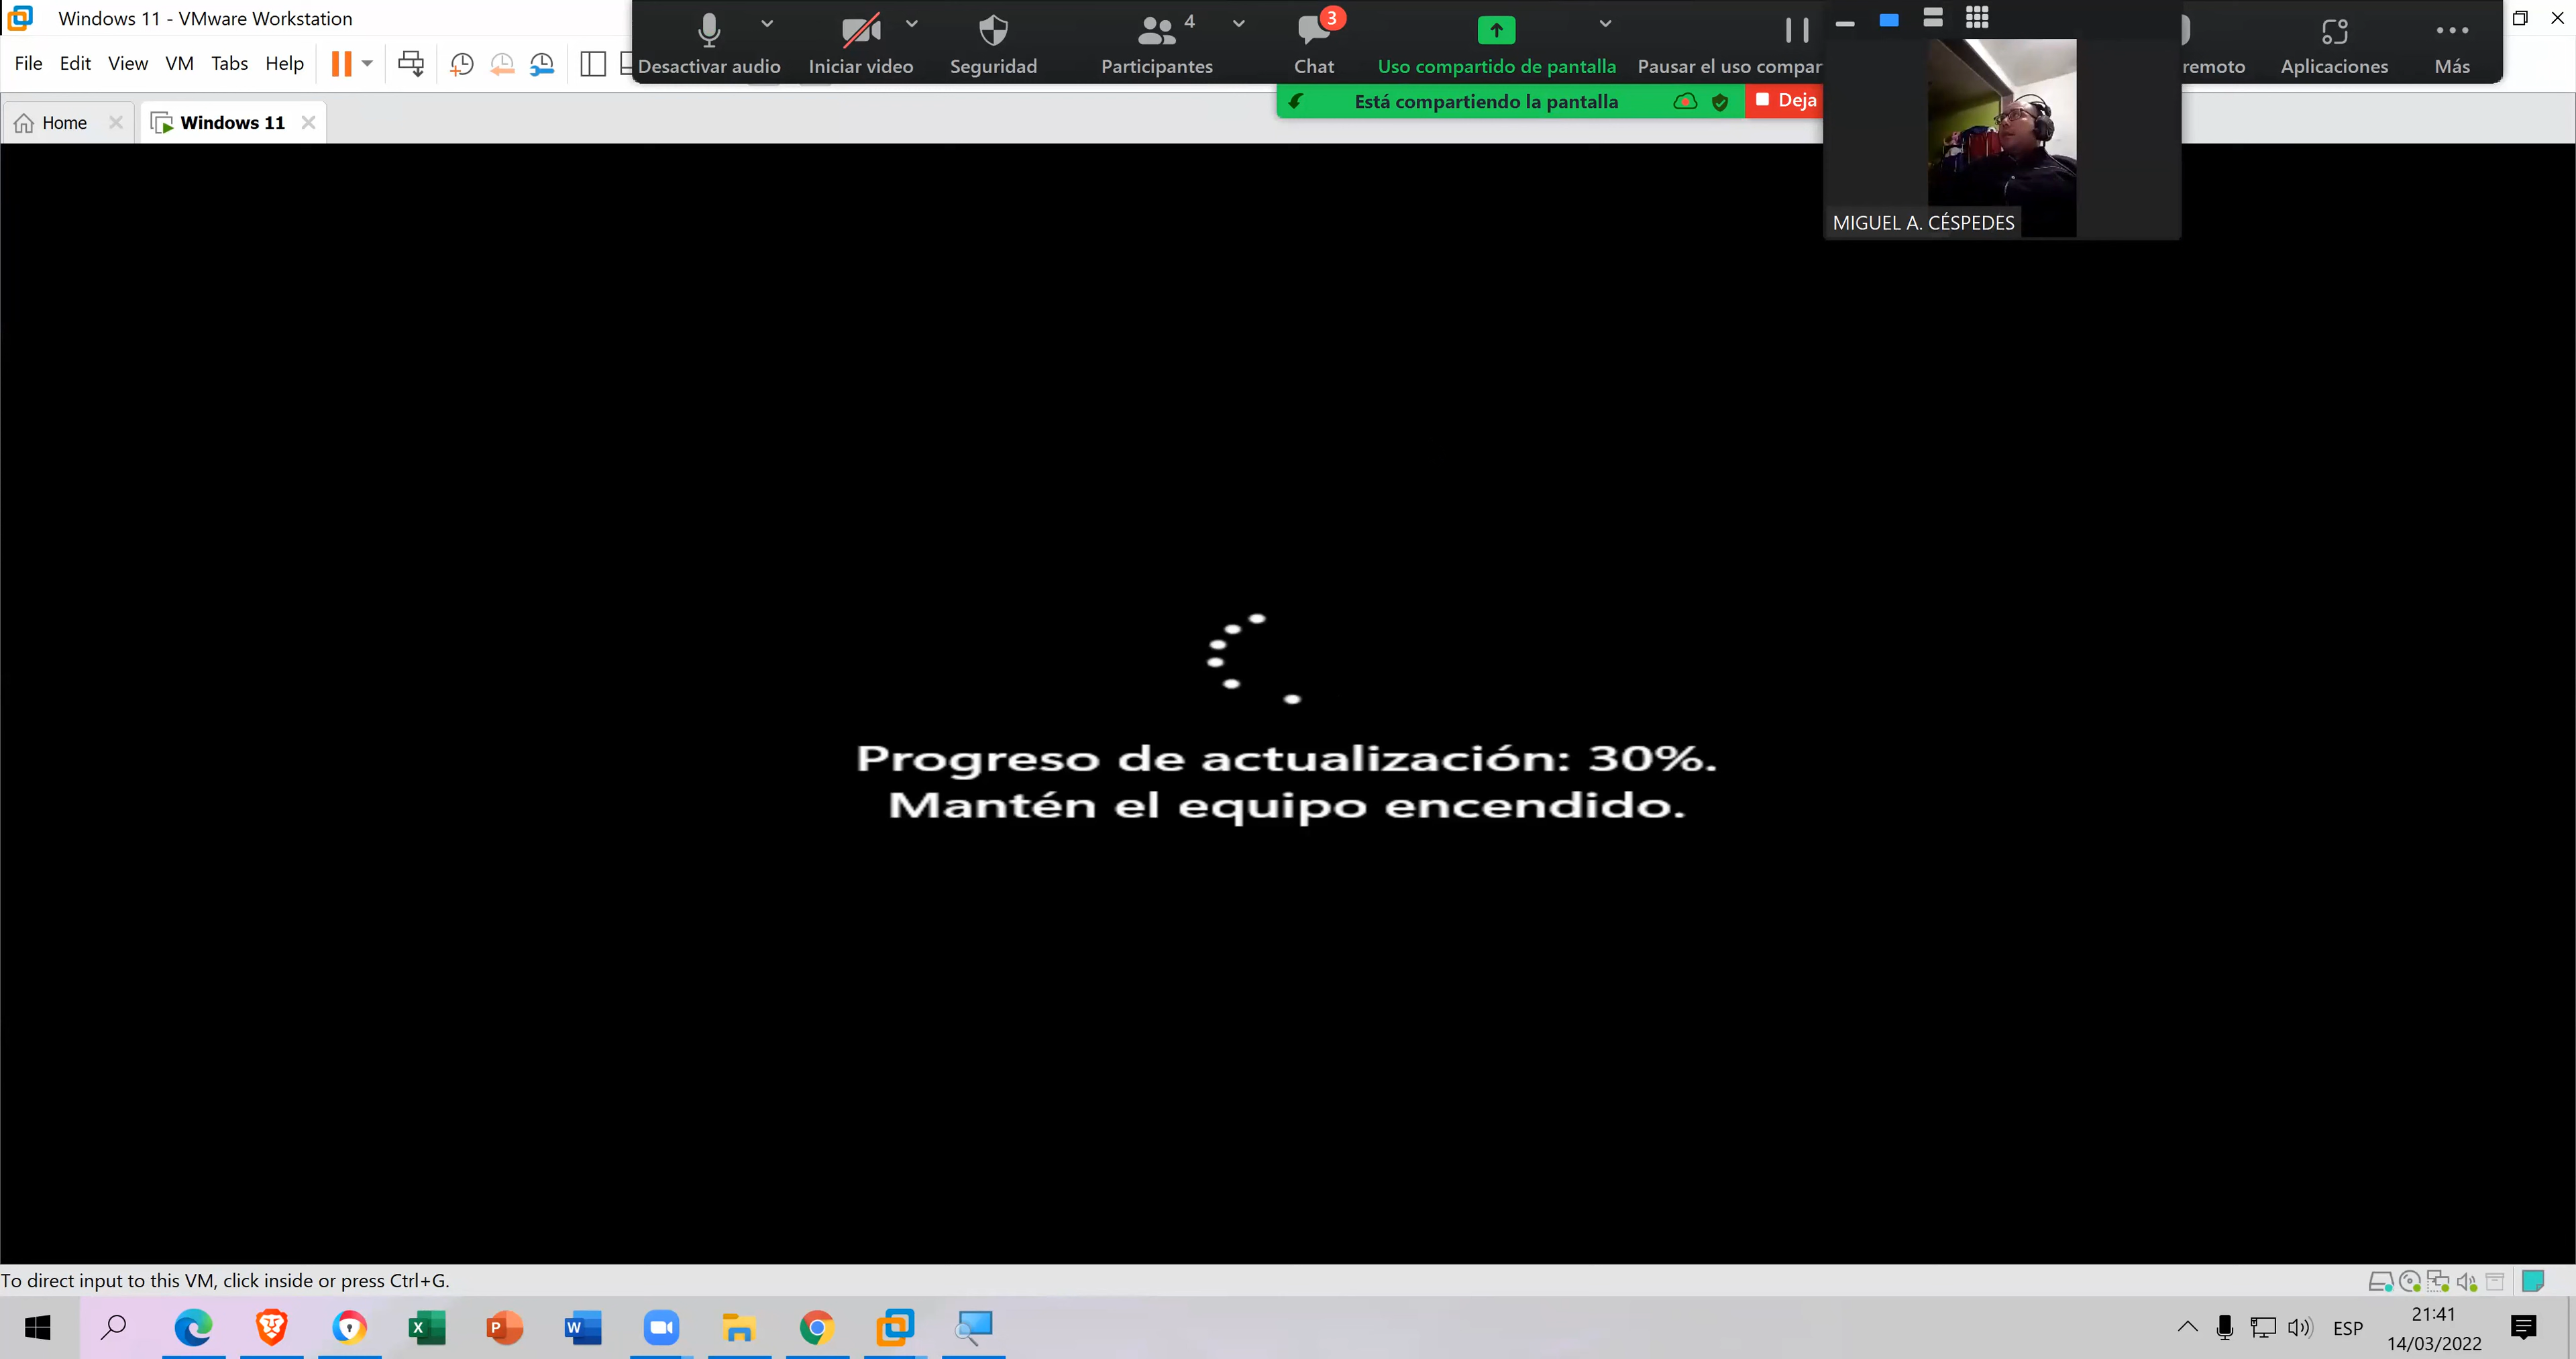 Windows 11 - VMware Workstation
File Edit View VM Tabs Help
Desactivar audio Iniciar video Seguridad Participantes 4 Chat 3 Uso compartido de pantalla Pausar el uso compar remoto Aplicaciones Más
Está compartiendo la pantalla Deja
Home Windows 11
MIGUEL A. CÉSPEDES
Progreso de actualización: 30%.
Mantén el equipo encendido.
To direct input to this VM, click inside or press Ctrl+G.
ESP 21:41
14/03/2022